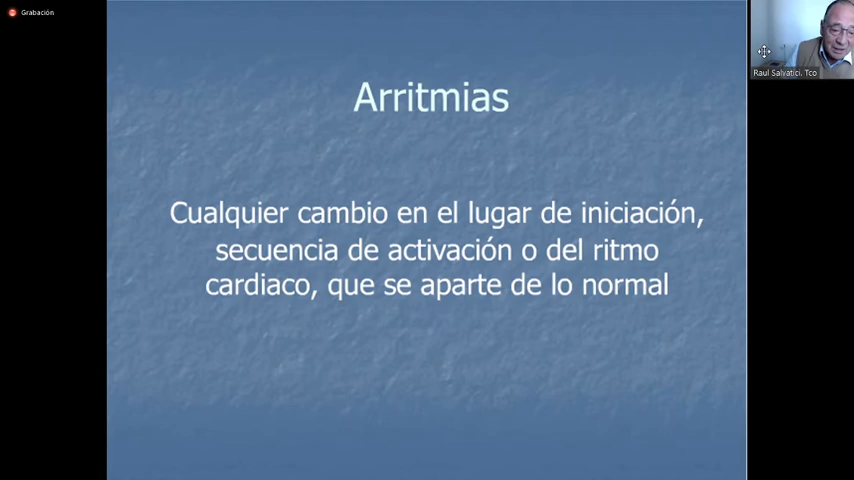 Grabación
Arritmias
Cualquier cambio en el lugar de iniciación,
secuencia de activación o del ritmo
cardiaco, que se aparte de lo normal
Raul Salvatici. Tco